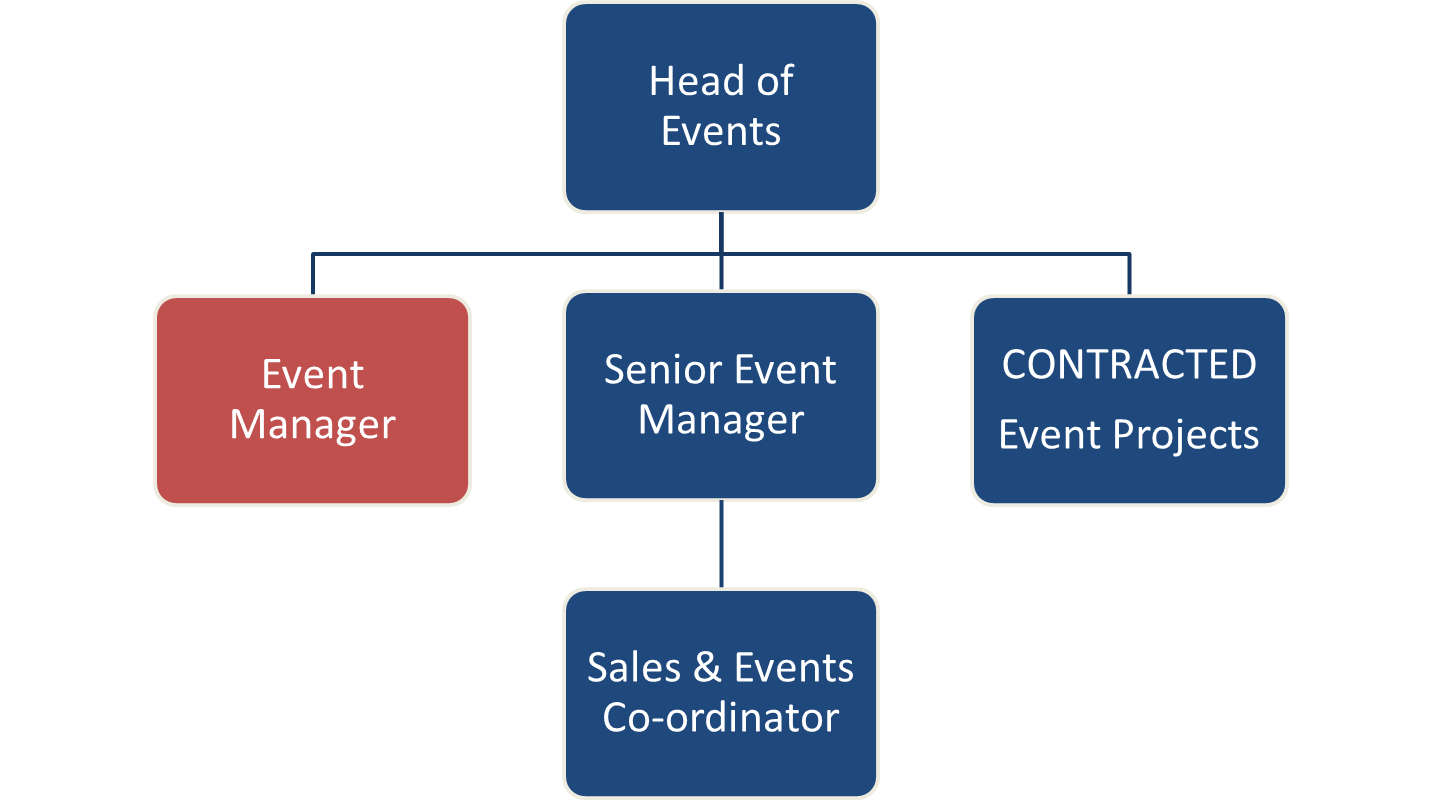 Head of
Events
Event
Manager
Senior Event
Manager
CONTRACTED
Event Projects
Sales & Events
Co-ordinator